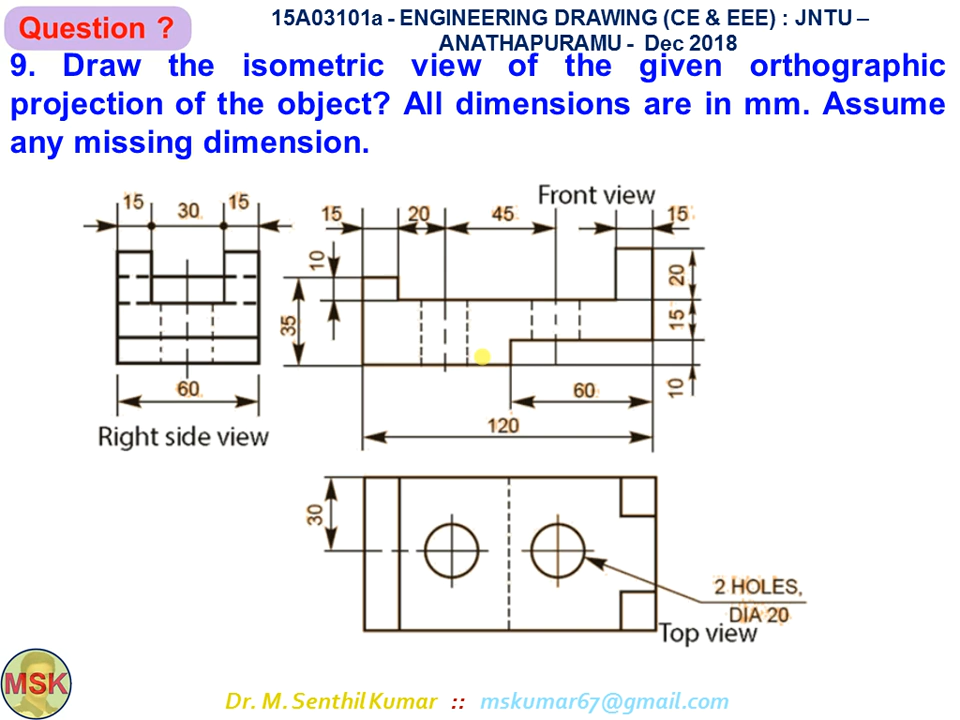 Question ?
15A03101a - ENGINEERING DRAWING (CE & EEE) : JNTU –
ANATHAPURAMU - Dec 2018
9. Draw the isometric view of the given orthographic
projection of the object? All dimensions are in mm. Assume
any missing dimension.
Front view
15 30 15
15 20 45 15
10
20
35
15
10
60
60
120
Right side view
30
2 HOLES,
DIA 20
Top view
MSK
Dr. M. Senthil Kumar :: mskumar67@gmail.com